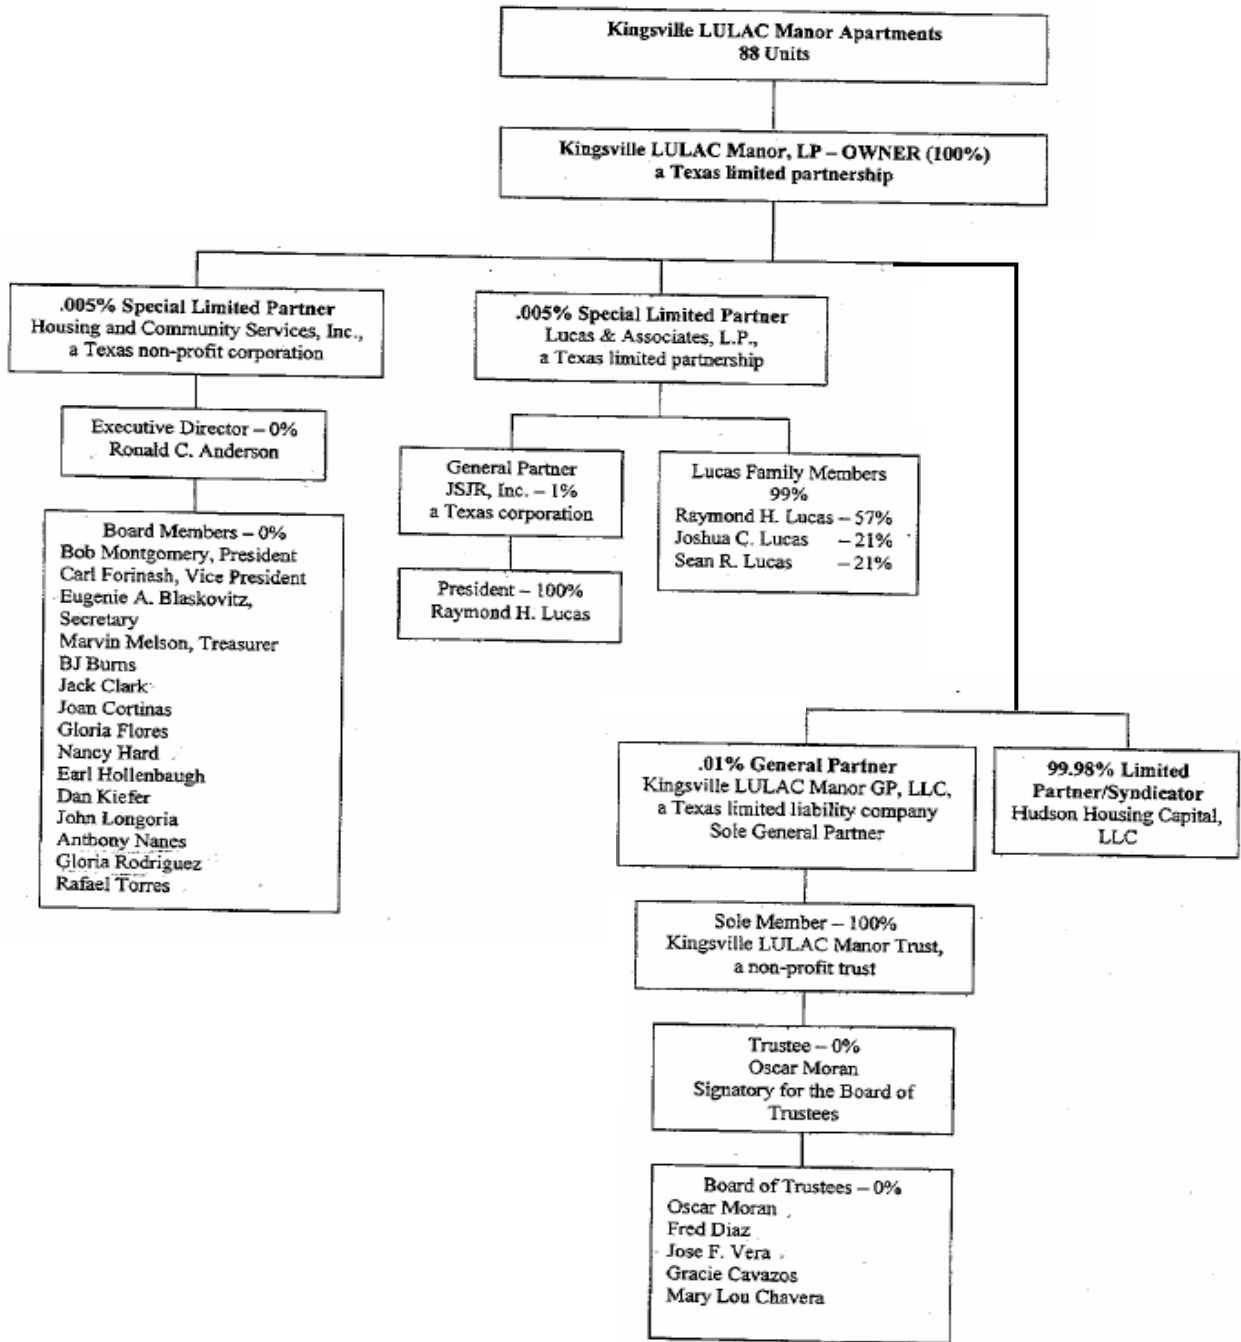 Kingsville LULAC Manor Apartments
88 Units
Kingsville LULAC Manor, LP – OWNER (100%)
a Texas limited partnership
.005% Special Limited Partner
Housing and Community Services, Inc.,
a Texas non-profit corporation
Executive Director – 0%
Ronald C. Anderson
Board Members – 0%
Bob Montgomery, President
Carl Forinash, Vice President
Eugenie A. Blaskovitz,
Secretary
Marvin Melson, Treasurer
BJ Burns
Jack Clark
Joan Cortinas
Gloria Flores
Nancy Hard
Earl Hollenbaugh
Dan Kiefer
John Longoria
Anthony Nanes
Gloria Rodriguez
Rafael Torres
.005% Special Limited Partner
Lucas & Associates, L.P.,
a Texas limited partnership
General Partner
JSJR, Inc. – 1%
a Texas corporation
President – 100%
Raymond H. Lucas
Lucas Family Members
99%
Raymond H. Lucas – 57%
Joshua C. Lucas – 21%
Sean R. Lucas – 21%
.01% General Partner
Kingsville LULAC Manor GP, LLC,
a Texas limited liability company
Sole General Partner
Sole Member – 100%
Kingsville LULAC Manor Trust,
a non-profit trust
Trustee – 0%
Oscar Moran
Signatory for the Board of
Trustees
Board of Trustees – 0%
Oscar Moran
Fred Diaz
Jose F. Vera
Gracie Cavazos
Mary Lou Chavera
99.98% Limited
Partner/Syndicator
Hudson Housing Capital,
LLC